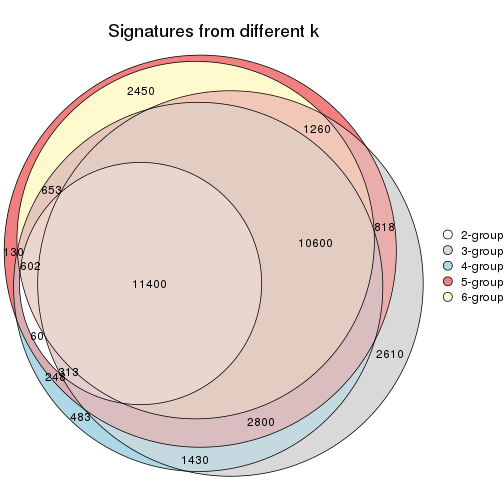 Signatures from different k
2450
1260
653
818
130
10600
602
11400
60
313
248
2610
483
2800
1430
2-group
3-group
4-group
5-group
6-group